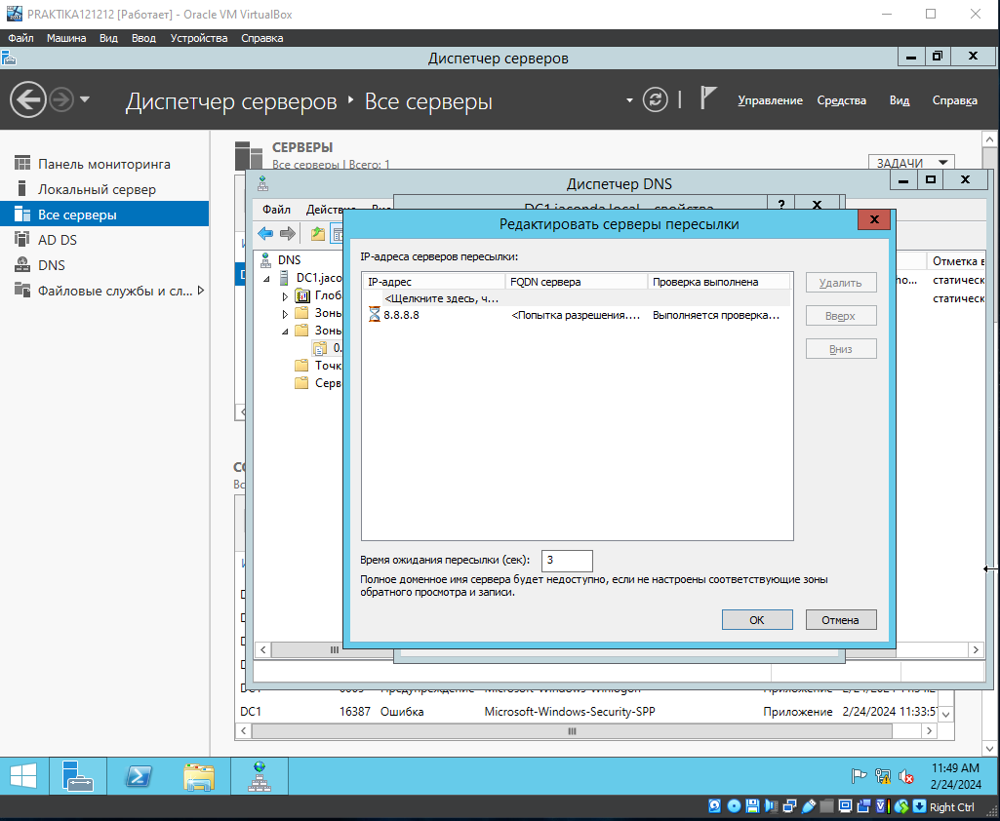 PRAKTIKA121212 [Работает] - Oracle VM VirtualBox
Файл Машина Вид Ввод Устройства Справка
Диспетчер серверов
Диспетчер серверов Все серверы
Управление Средства Вид Справка
Панель мониторинга
Локальный сервер
Все серверы
AD DS
DNS
Файловые службы и сл...
СЕРВЕРЫ
Все серверы | Всего: 1
ЗАДАЧИ
Диспетчер DNS
Файл Действие Вид
DC1.jaconda.local - свойства
?
Редактировать серверы пересылки
DNS
DC1.jaco
Глоба
Зоны
Зоны
0.
Точк
Серв
Отметка в
но... статическ
статическ
IP-адреса серверов пересылки:
IP-адрес FQDN сервера Проверка выполнена
<Щелкните здесь, ч...
8.8.8.8 <Попытка разрешения.... Выполняется проверка...
Удалить
Вверх
Вниз
Время ожидания пересылки (сек): 3
Полное доменное имя сервера будет недоступно, если не настроены соответствующие зоны
обратного просмотра и записи.
ОК Отмена
DC1 16387 Ошибка Microsoft-Windows-Security-SPP Приложение 2/24/2024 11:33:5
11:49 AM
2/24/2024
Right Ctrl